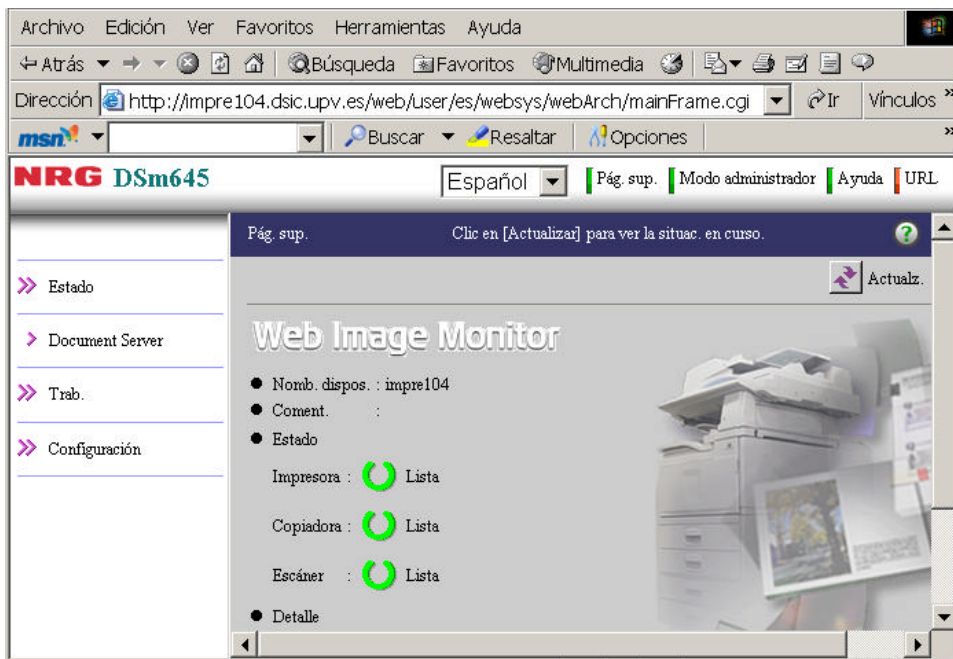 Archivo Edición Ver Favoritos Herramientas Ayuda
Atrás Búsqueda Favoritos Multimedia
Dirección http://impre104.dsic.upv.es/web/user/es/websys/webArch/mainFrame.cgi Ir Vínculos »
msn Buscar Resaltar Opciones »
NRG DSm645 Español Pág. sup. Modo administrador Ayuda URL
Pág. sup. Clic en [Actualizar] para ver la situac. en curso. ?
Actualz.
Estado
Document Server
Trab.
Configuración
Web Image Monitor
Nomb. dispos. : impre104
Coment. :
Estado
Impresora : Lista
Copiadora : Lista
Escáner : Lista
Detalle